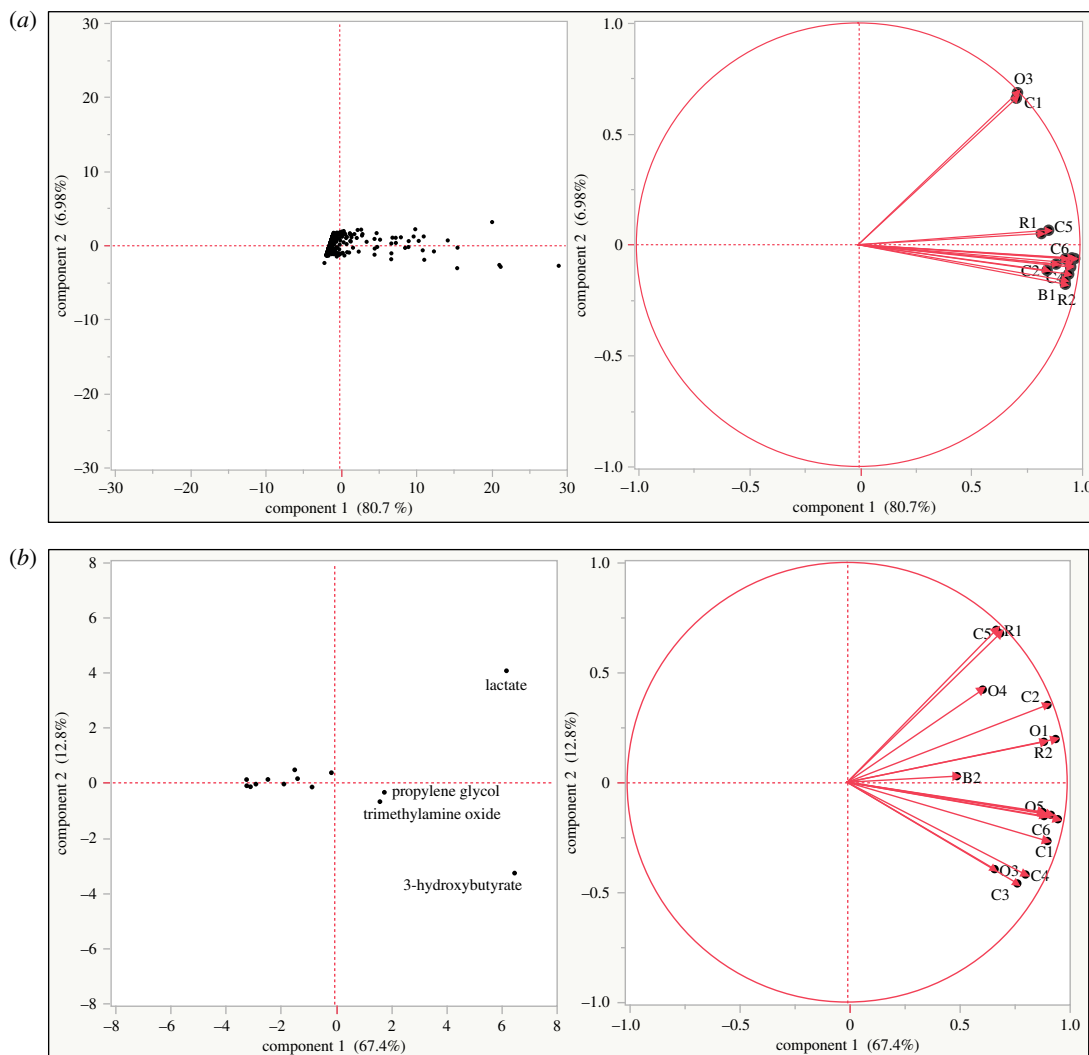 (a)
30
20
10
0
–10
–20
–30
component 2 (6.98%)
–30
–20
–10
0
10
20
30
component 1 (80.7 %)
1.0
0.5
0
–0.5
–1.0
component 2 (6.98%)
O3
C1
R1
C5
C6
C2
B1
R2
–1.0
–0.5
0
0.5
1.0
component 1 (80.7%)
(b)
8
6
4
2
0
–2
–4
–6
–8
component 2 (12.8%)
lactate
propylene glycol
trimethylamine oxide
3-hydroxybutyrate
–8
–6
–4
–2
0
2
4
6
8
component 1 (67.4%)
1.0
0.5
0
–0.5
–1.0
component 2 (12.8%)
C5
R1
O4
C2
O1
R2
B2
O5
C6
C1
O3
C4
C3
–1.0
–0.5
0
0.5
1.0
component 1 (67.4%)